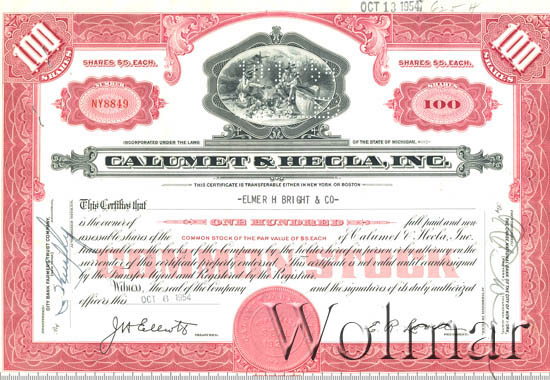 OCT 13 1954
100 SHARES
100 SHARES
SHARES $5. EACH.
SHARES $5. EACH.
NUMBER
NY8849
SHARES
100
INCORPORATED UNDER THE LAWS
OF THE STATE OF MICHIGAN.
CALUMET & HECLA, INC.
THIS CERTIFICATE IS TRANSFERABLE EITHER IN NEW YORK OR BOSTON
This Certifies that
-ELMER H BRIGHT & CO-
is the owner of ONE HUNDRED full paid and non
assessable shares of the COMMON STOCK OF THE PAR VALUE OF $5. EACH of Calumet & Hecla, Inc.
transferable on the books of the Company by the holder hereof in person or by attorney on the
surrender of this certificate properly endorsed. This certificate is not valid until countersigned
by the Transfer Agent and Registered by the Registrar.
Witness, the seal of the Company and the signatures of its duly authorized
officers this OCT 6 1954
CITY BANK FARMERS TRUST COMPANY
Wolmar